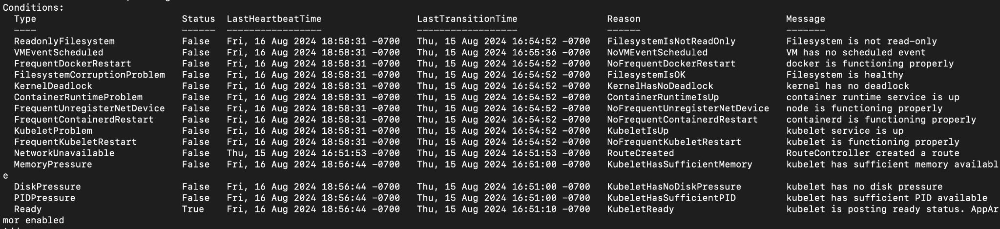 Conditions:
  Type                          Status  LastHeartbeatTime                 LastTransitionTime                Reason                          Message
  ----                          ------  -----------------                 ------------------                ------                          -------
  ReadonlyFilesystem            False   Fri, 16 Aug 2024 18:58:31 -0700   Thu, 15 Aug 2024 16:54:52 -0700   FilesystemIsNotReadOnly         Filesystem is not read-only
  VMEventScheduled              False   Fri, 16 Aug 2024 18:58:31 -0700   Thu, 15 Aug 2024 16:55:36 -0700   NoVMEventScheduled              VM has no scheduled event
  FrequentDockerRestart         False   Fri, 16 Aug 2024 18:58:31 -0700   Thu, 15 Aug 2024 16:54:52 -0700   NoFrequentDockerRestart         docker is functioning properly
  FilesystemCorruptionProblem   False   Fri, 16 Aug 2024 18:58:31 -0700   Thu, 15 Aug 2024 16:54:52 -0700   FilesystemIsOK                  Filesystem is healthy
  KernelDeadlock                False   Fri, 16 Aug 2024 18:58:31 -0700   Thu, 15 Aug 2024 16:54:52 -0700   KernelHasNoDeadlock             kernel has no deadlock
  ContainerRuntimeProblem       False   Fri, 16 Aug 2024 18:58:31 -0700   Thu, 15 Aug 2024 16:54:52 -0700   ContainerRuntimeIsUp            container runtime service is up
  FrequentUnregisterNetDevice   False   Fri, 16 Aug 2024 18:58:31 -0700   Thu, 15 Aug 2024 16:54:52 -0700   NoFrequentUnregisterNetDevice   node is functioning properly
  FrequentContainerdRestart     False   Fri, 16 Aug 2024 18:58:31 -0700   Thu, 15 Aug 2024 16:54:52 -0700   NoFrequentContainerdRestart     containerd is functioning properly
  KubeletProblem                False   Fri, 16 Aug 2024 18:58:31 -0700   Thu, 15 Aug 2024 16:54:52 -0700   KubeletIsUp                     kubelet service is up
  FrequentKubeletRestart        False   Fri, 16 Aug 2024 18:58:31 -0700   Thu, 15 Aug 2024 16:54:52 -0700   NoFrequentKubeletRestart        kubelet is functioning properly
  NetworkUnavailable            False   Thu, 15 Aug 2024 16:51:53 -0700   Thu, 15 Aug 2024 16:51:53 -0700   RouteCreated                    RouteController created a route
  MemoryPressure                False   Fri, 16 Aug 2024 18:56:44 -0700   Thu, 15 Aug 2024 16:51:00 -0700   KubeletHasSufficientMemory      kubelet has sufficient memory availabl
e
  DiskPressure                  False   Fri, 16 Aug 2024 18:56:44 -0700   Thu, 15 Aug 2024 16:51:00 -0700   KubeletHasNoDiskPressure        kubelet has no disk pressure
  PIDPressure                   False   Fri, 16 Aug 2024 18:56:44 -0700   Thu, 15 Aug 2024 16:51:00 -0700   KubeletHasSufficientPID         kubelet has sufficient PID available
  Ready                         True    Fri, 16 Aug 2024 18:56:44 -0700   Thu, 15 Aug 2024 16:51:10 -0700   KubeletReady                    kubelet is posting ready status. AppAr
mor enabled